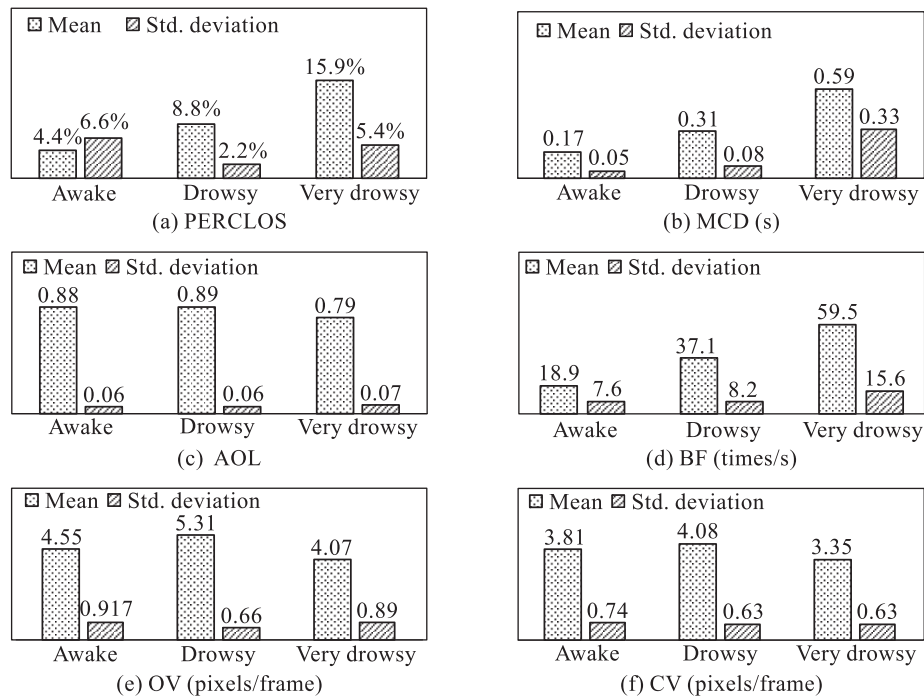 Mean Std. deviation
15.9%
8.8%
6.6%
4.4%
5.4%
2.2%
Awake Drowsy Very drowsy
(a) PERCLOS
Mean Std. deviation
0.59
0.31
0.33
0.17
0.05
0.08
Awake Drowsy Very drowsy
(b) MCD (s)
Mean Std. deviation
0.88 0.89 0.79
0.06 0.06 0.07
Awake Drowsy Very drowsy
(c) AOL
Mean Std. deviation
59.5
37.1
18.9
7.6 8.2 15.6
Awake Drowsy Very drowsy
(d) BF (times/s)
Mean Std. deviation
4.55 5.31 4.07
0.917 0.66 0.89
Awake Drowsy Very drowsy
(e) OV (pixels/frame)
Mean Std. deviation
3.81 4.08 3.35
0.74 0.63 0.63
Awake Drowsy Very drowsy
(f) CV (pixels/frame)